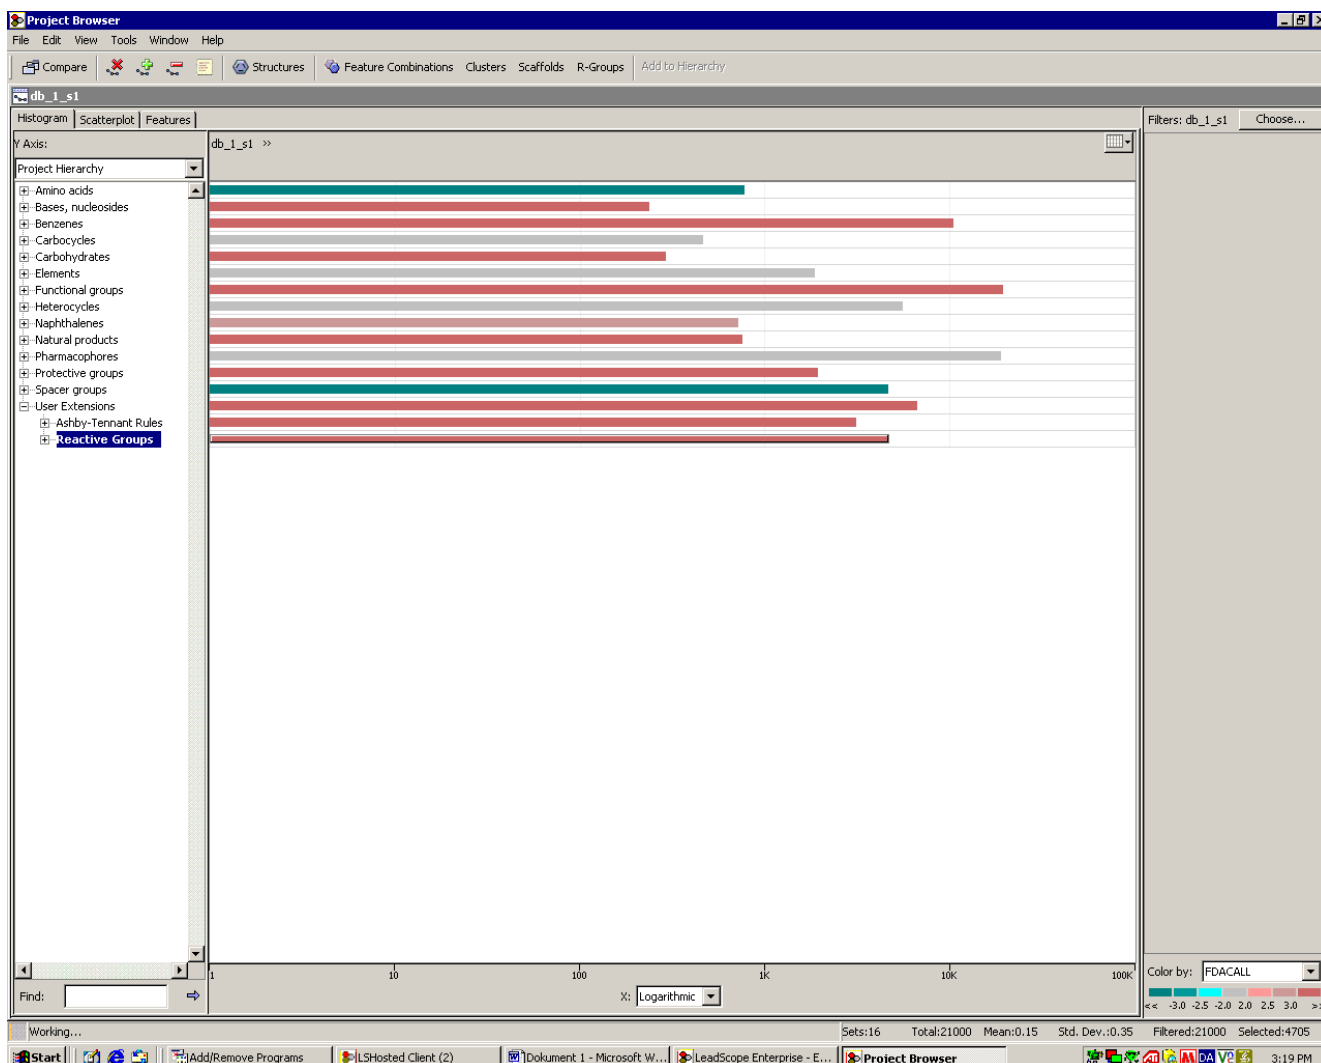 Project Browser
File Edit View Tools Window Help
Compare Structures Feature Combinations Clusters Scaffolds R-Groups Add to Hierarchy
db_1_s1
Histogram Scatterplot Features Filters: db_1_s1 Choose...
Y Axis: db_1_s1 »
Project Hierarchy
Amino acids
Bases, nucleosides
Benzenes
Carbocycles
Carbohydrates
Elements
Functional groups
Heterocycles
Naphthalenes
Natural products
Pharmacophores
Protective groups
Spacer groups
User Extensions
Ashby-Tennant Rules
Reactive Groups
1 10 100 1K 10K 100K
Color by: FDACALL
Find: X: Logarithmic
<< -3.0 -2.5 -2.0 2.0 2.5 3.0 >>
Working... Sets:16 Total:21000 Mean:0.15 Std. Dev.:0.35 Filtered:21000 Selected:4705
Start Add/Remove Programs LSHosted Client (2) Dokument 1 - Microsoft W... LeadScope Enterprise - E... Project Browser 3:19 PM